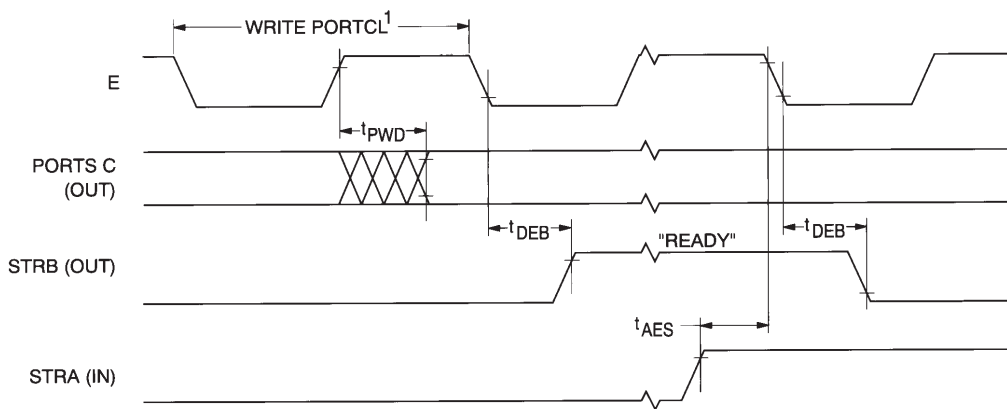 WRITE PORTCL1
E
tPWD
PORTS C
(OUT)
tDEB
"READY"
tDEB
STRB (OUT)
tAES
STRA (IN)